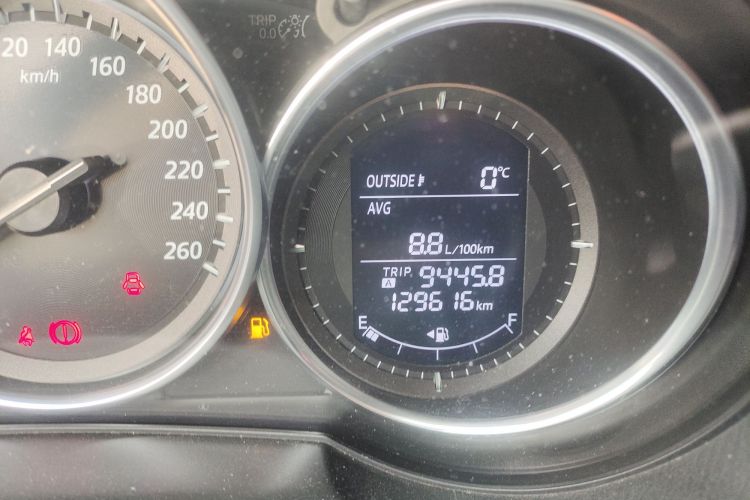 TRIP
0.0
20 140
160
km/h
180
200
220
240
260
OUTSIDE 0°C
AVG
8.8 L/100km
TRIP A 9445.8
129616 km
E F